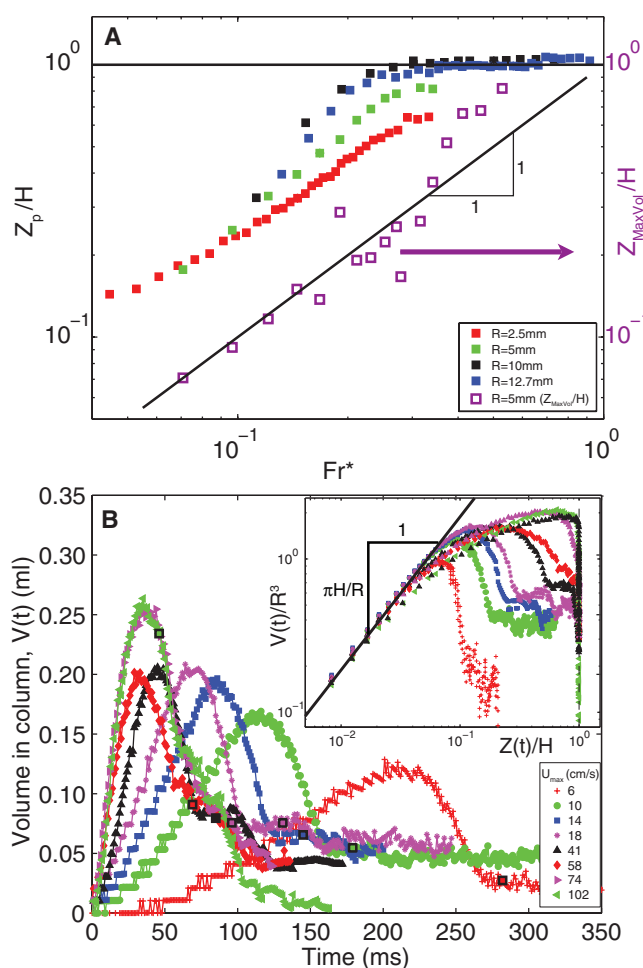 A
10⁰
10⁻¹
Z_p/H
10⁰
10⁻¹
Z_MaxVol/H
1
1
R=2.5mm
R=5mm
R=10mm
R=12.7mm
R=5mm (Z_MaxVol/H)
10⁻¹
10⁰
Fr*
B
0.35
0.30
0.25
0.20
0.15
0.10
0.05
0
Volume in column, V(t) (ml)
0 50 100 150 200 250 300 350
Time (ms)
1
πH/R
10⁰
10⁻¹
V(t)/R³
10⁻² 10⁻¹ 10⁰
Z(t)/H
U_max (cm/s)
6
10
14
18
41
58
74
102